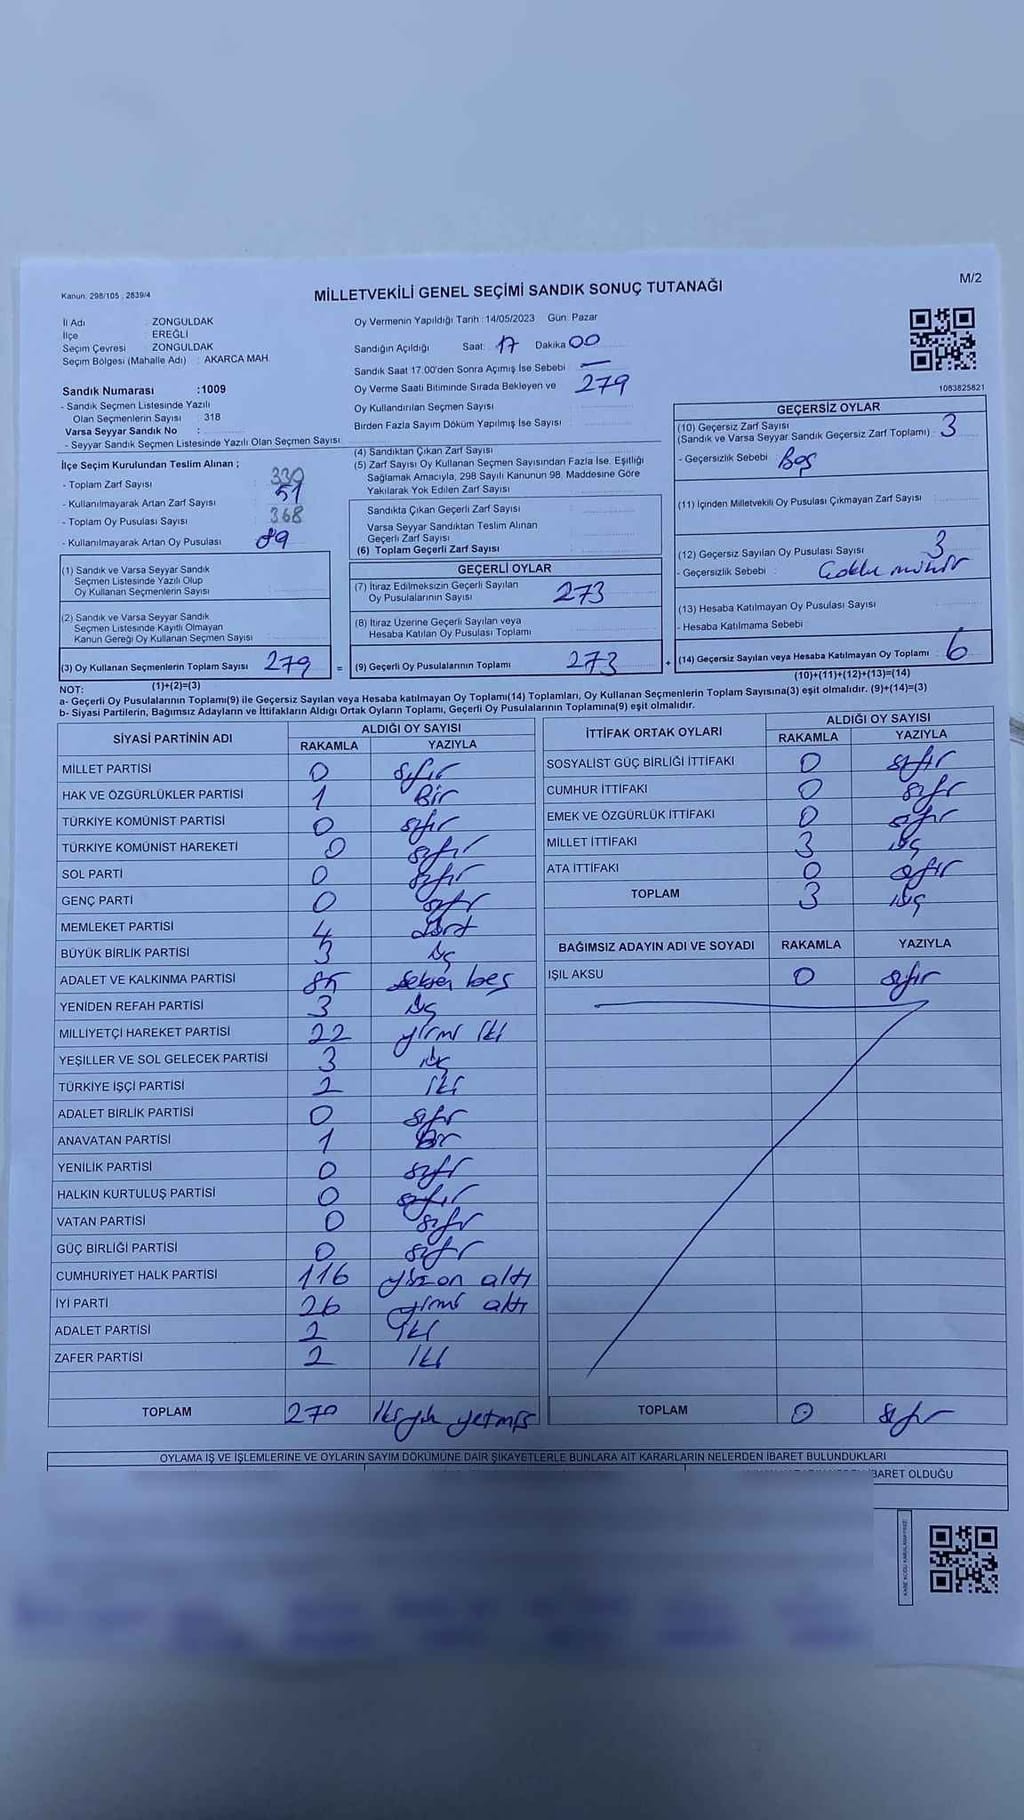 Kanun: 298/105 , 2839/4
MİLLETVEKİLİ GENEL SEÇİMİ SANDIK SONUÇ TUTANAĞI
M/2
İl Adı : ZONGULDAK
İlçe : EREĞLİ
Seçim Çevresi : ZONGULDAK
Seçim Bölgesi (Mahalle Adı) : AKARCA MAH.
Sandık Numarası :1009
- Sandık Seçmen Listesinde Yazılı
Olan Seçmenlerin Sayısı : 318
Varsa Seyyar Sandık No :
- Seyyar Sandık Seçmen Listesinde Yazılı Olan Seçmen Sayısı :
İlçe Seçim Kurulundan Teslim Alınan ;
- Toplam Zarf Sayısı : 330
- Kullanılmayarak Artan Zarf Sayısı : 51
- Toplam Oy Pusulası Sayısı : 368
- Kullanılmayarak Artan Oy Pusulası : 89
Oy Vermenin Yapıldığı Tarih :14/05/2023 Gün: Pazar
Sandığın Açıldığı Saat: 17 Dakika 00
Sandık Saat 17.00'den Sonra Açılmış İse Sebebi : —
Oy Verme Saati Bitiminde Sırada Bekleyen ve 279
Oy Kullandırılan Seçmen Sayısı :
Birden Fazla Sayım Döküm Yapılmış İse Sayısı :
(4) Sandıktan Çıkan Zarf Sayısı :
(5) Zarf Sayısı Oy Kullanan Seçmen Sayısından Fazla İse, Eşitliği
Sağlamak Amacıyla, 298 Sayılı Kanunun 98. Maddesine Göre
Yakılarak Yok Edilen Zarf Sayısı :
Sandıkta Çıkan Geçerli Zarf Sayısı :
Varsa Seyyar Sandıktan Teslim Alınan
Geçerli Zarf Sayısı :
(6) Toplam Geçerli Zarf Sayısı :
1083825821
GEÇERSİZ OYLAR
(10) Geçersiz Zarf Sayısı
(Sandık ve Varsa Seyyar Sandık Geçersiz Zarf Toplamı) : 3
- Geçersizlik Sebebi : Boş
(11) İçinden Milletvekili Oy Pusulası Çıkmayan Zarf Sayısı :
(12) Geçersiz Sayılan Oy Pusulası Sayısı : 3
- Geçersizlik Sebebi : Çoklu mühür
(13) Hesaba Katılmayan Oy Pusulası Sayısı :
- Hesaba Katılmama Sebebi :
(14) Geçersiz Sayılan veya Hesaba Katılmayan Oy Toplamı : 6
(10)+(11)+(12)+(13)=(14)
(1) Sandık ve Varsa Seyyar Sandık
Seçmen Listesinde Yazılı Olup
Oy Kullanan Seçmenlerin Sayısı :
(2) Sandık ve Varsa Seyyar Sandık
Seçmen Listesinde Kayıtlı Olmayan
Kanun Gereği Oy Kullanan Seçmen Sayısı :
(3) Oy Kullanan Seçmenlerin Toplam Sayısı : 279 =
(1)+(2)=(3)
GEÇERLİ OYLAR
(7) İtiraz Edilmeksizin Geçerli Sayılan
Oy Pusulalarının Sayısı : 273
(8) İtiraz Üzerine Geçerli Sayılan veya
Hesaba Katılan Oy Pusulası Toplamı :
(9) Geçerli Oy Pusulalarının Toplamı : 273 +
NOT:
a- Geçerli Oy Pusulalarının Toplamı(9) ile Geçersiz Sayılan veya Hesaba katılmayan Oy Toplamı(14) Toplamları, Oy Kullanan Seçmenlerin Toplam Sayısına(3) eşit olmalıdır. (9)+(14)=(3)
b- Siyasi Partilerin, Bağımsız Adayların ve İttifakların Aldığı Ortak Oyların Toplamı, Geçerli Oy Pusulalarının Toplamına(9) eşit olmalıdır.
SİYASİ PARTİNİN ADI ALDIĞI OY SAYISI
RAKAMLA YAZIYLA
MİLLET PARTİSİ 0 sıfır
HAK VE ÖZGÜRLÜKLER PARTİSİ 1 Bir
TÜRKİYE KOMÜNİST PARTİSİ 0 sıfır
TÜRKİYE KOMÜNİST HAREKETİ 0 sıfır
SOL PARTİ 0 sıfır
GENÇ PARTİ 0 sıfır
MEMLEKET PARTİSİ 4 Dört
BÜYÜK BİRLİK PARTİSİ 3 üç
ADALET VE KALKINMA PARTİSİ 85 seksen beş
YENİDEN REFAH PARTİSİ 3 üç
MİLLİYETÇİ HAREKET PARTİSİ 22 yirmi iki
YEŞİLLER VE SOL GELECEK PARTİSİ 3 üç
TÜRKİYE İŞÇİ PARTİSİ 2 iki
ADALET BİRLİK PARTİSİ 0 sıfır
ANAVATAN PARTİSİ 1 Bir
YENİLİK PARTİSİ 0 sıfır
HALKIN KURTULUŞ PARTİSİ 0 sıfır
VATAN PARTİSİ 0 sıfır
GÜÇ BİRLİĞİ PARTİSİ 0 sıfır
CUMHURİYET HALK PARTİSİ 116 yüzon altı
İYİ PARTİ 26 yirmi altı
ADALET PARTİSİ 2 iki
ZAFER PARTİSİ 2 iki
TOPLAM 270 ikiyüz yetmiş
İTTİFAK ORTAK OYLARI ALDIĞI OY SAYISI
RAKAMLA YAZIYLA
SOSYALİST GÜÇ BİRLİĞİ İTTİFAKI 0 sıfır
CUMHUR İTTİFAKI 0 sıfır
EMEK VE ÖZGÜRLÜK İTTİFAKI 0 sıfır
MİLLET İTTİFAKI 3 üç
ATA İTTİFAKI 0 sıfır
TOPLAM 3 üç
BAĞIMSIZ ADAYIN ADI VE SOYADI RAKAMLA YAZIYLA
IŞIL AKSU 0 sıfır
TOPLAM 0 sıfır
OYLAMA İŞ VE İŞLEMLERİNE VE OYLARIN SAYIM DÖKÜMÜNE DAİR ŞİKAYETLERLE BUNLARA AİT KARARLARIN NELERDEN İBARET BULUNDUKLARI
İBARET OLDUĞU